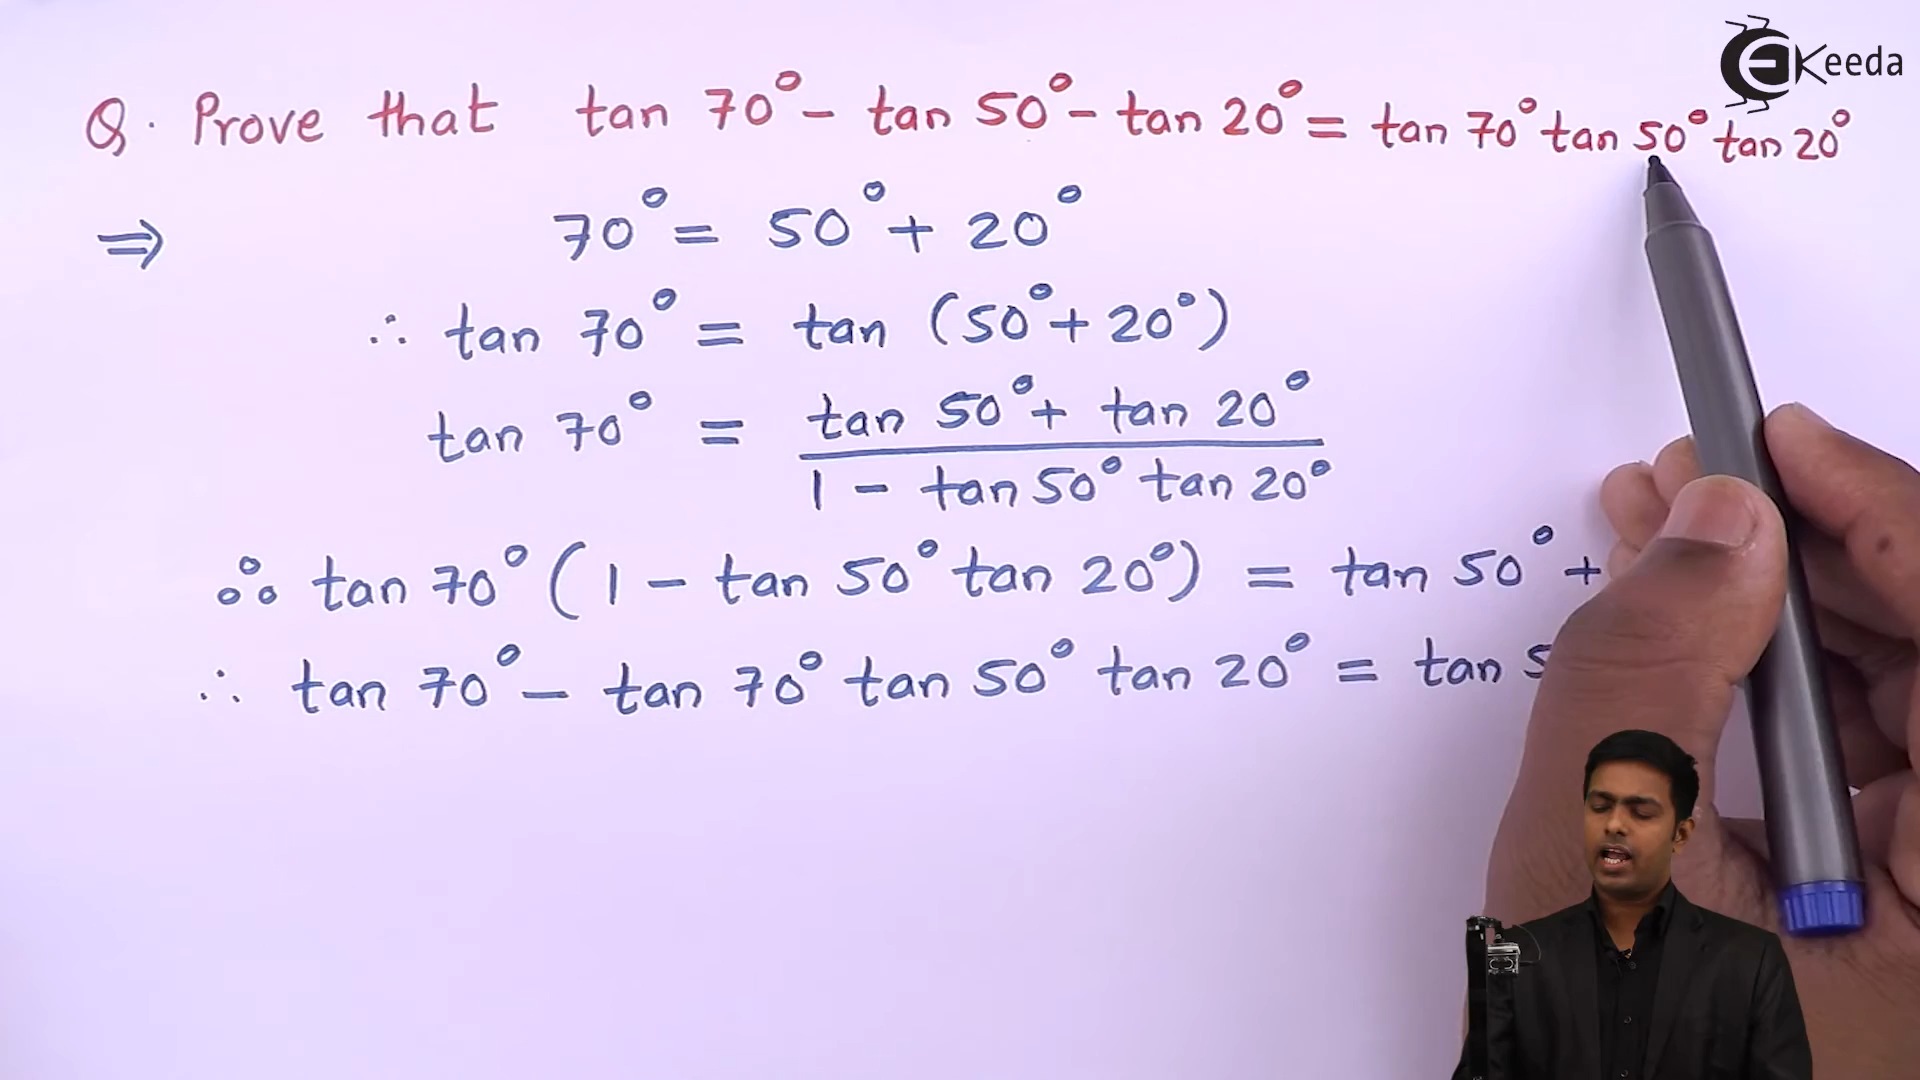 EKeeda
Q. Prove that tan 70° - tan 50° - tan 20° = tan 70° tan 50° tan 20°
⇒ 70° = 50° + 20°
∴ tan 70° = tan (50° + 20°)
tan 70° = tan 50° + tan 20°
1 - tan 50° tan 20°
∴ tan 70° (1 - tan 50° tan 20°) = tan 50° +
∴ tan 70° - tan 70° tan 50° tan 20° = tan 5